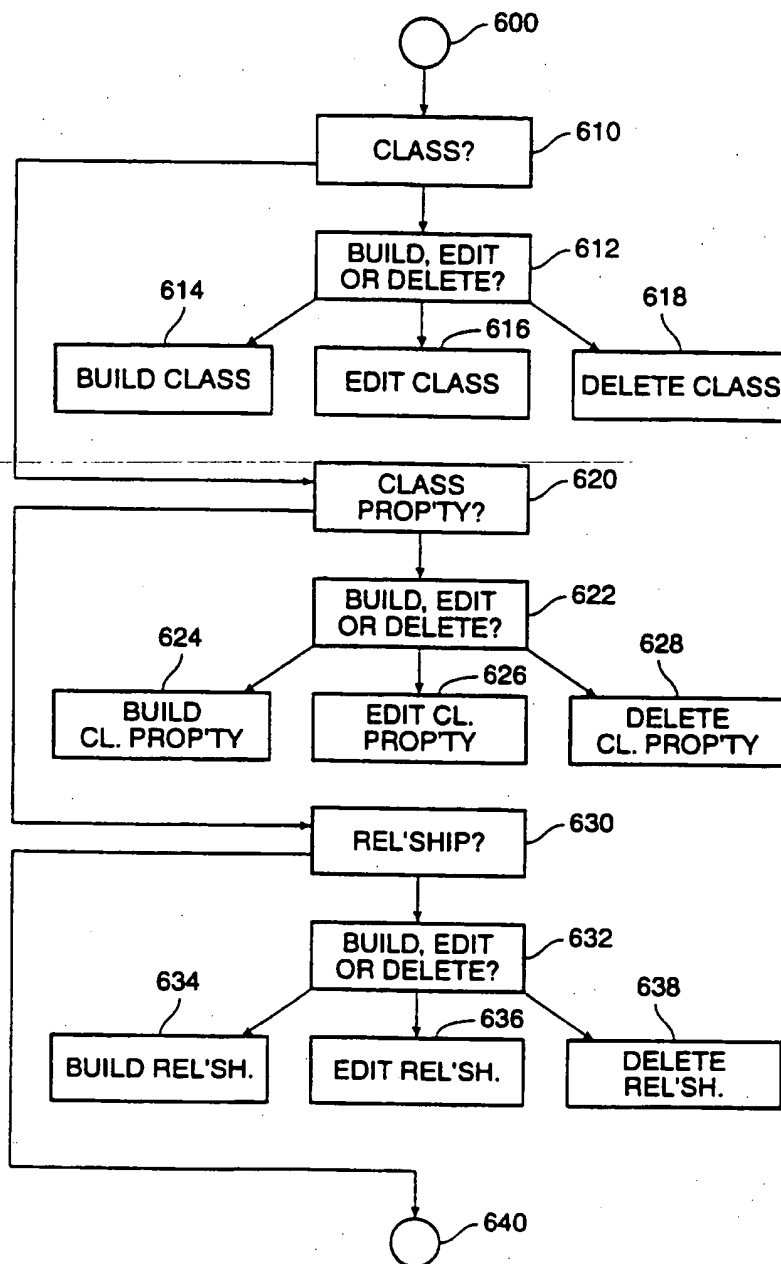 600
CLASS?
610
BUILD, EDIT
OR DELETE?
612
614
616
618
BUILD CLASS
EDIT CLASS
DELETE CLASS
CLASS
PROP'TY?
620
BUILD, EDIT
OR DELETE?
622
624
626
628
BUILD
CL. PROP'TY
EDIT CL.
PROP'TY
DELETE
CL. PROP'TY
REL'SHIP?
630
BUILD, EDIT
OR DELETE?
632
634
636
638
BUILD REL'SH.
EDIT REL'SH.
DELETE
REL'SH.
640